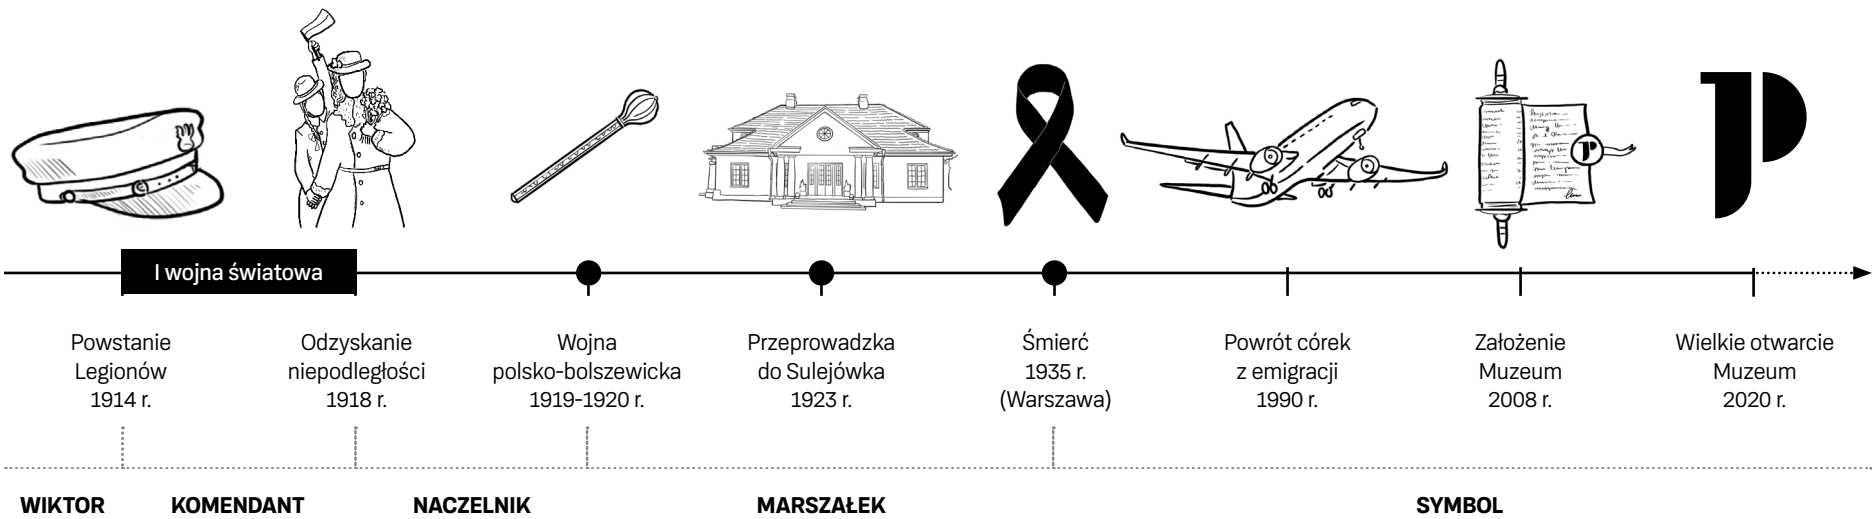 I wojna światowa
Powstanie
Legionów
1914 r.
Odzyskanie
niepodległości
1918 r.
Wojna
polsko-bolszewicka
1919-1920 r.
Przeprowadzka
do Sulejówka
1923 r.
Śmierć
1935 r.
(Warszawa)
Powrót córek
z emigracji
1990 r.
Założenie
Muzeum
2008 r.
Wielkie otwarcie
Muzeum
2020 r.
WIKTOR
KOMENDANT
NACZELNIK
MARSZAŁEK
SYMBOL